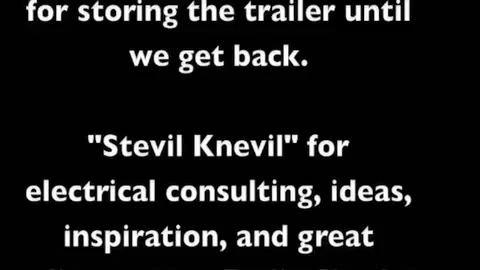 for storing the trailer until
we get back.
"Stevil Knevil" for
electrical consulting, ideas,
inspiration, and great